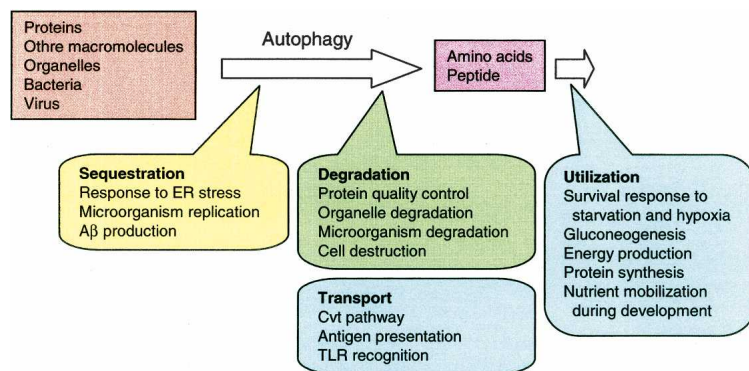 Proteins
Othre macromolecules
Organelles
Bacteria
Virus
Autophagy
Amino acids
Peptide
Sequestration
Response to ER stress
Microorganism replication
Aβ production
Degradation
Protein quality control
Organelle degradation
Microorganism degradation
Cell destruction
Transport
Cvt pathway
Antigen presentation
TLR recognition
Utilization
Survival response to
starvation and hypoxia
Gluconeogenesis
Energy production
Protein synthesis
Nutrient mobilization
during development